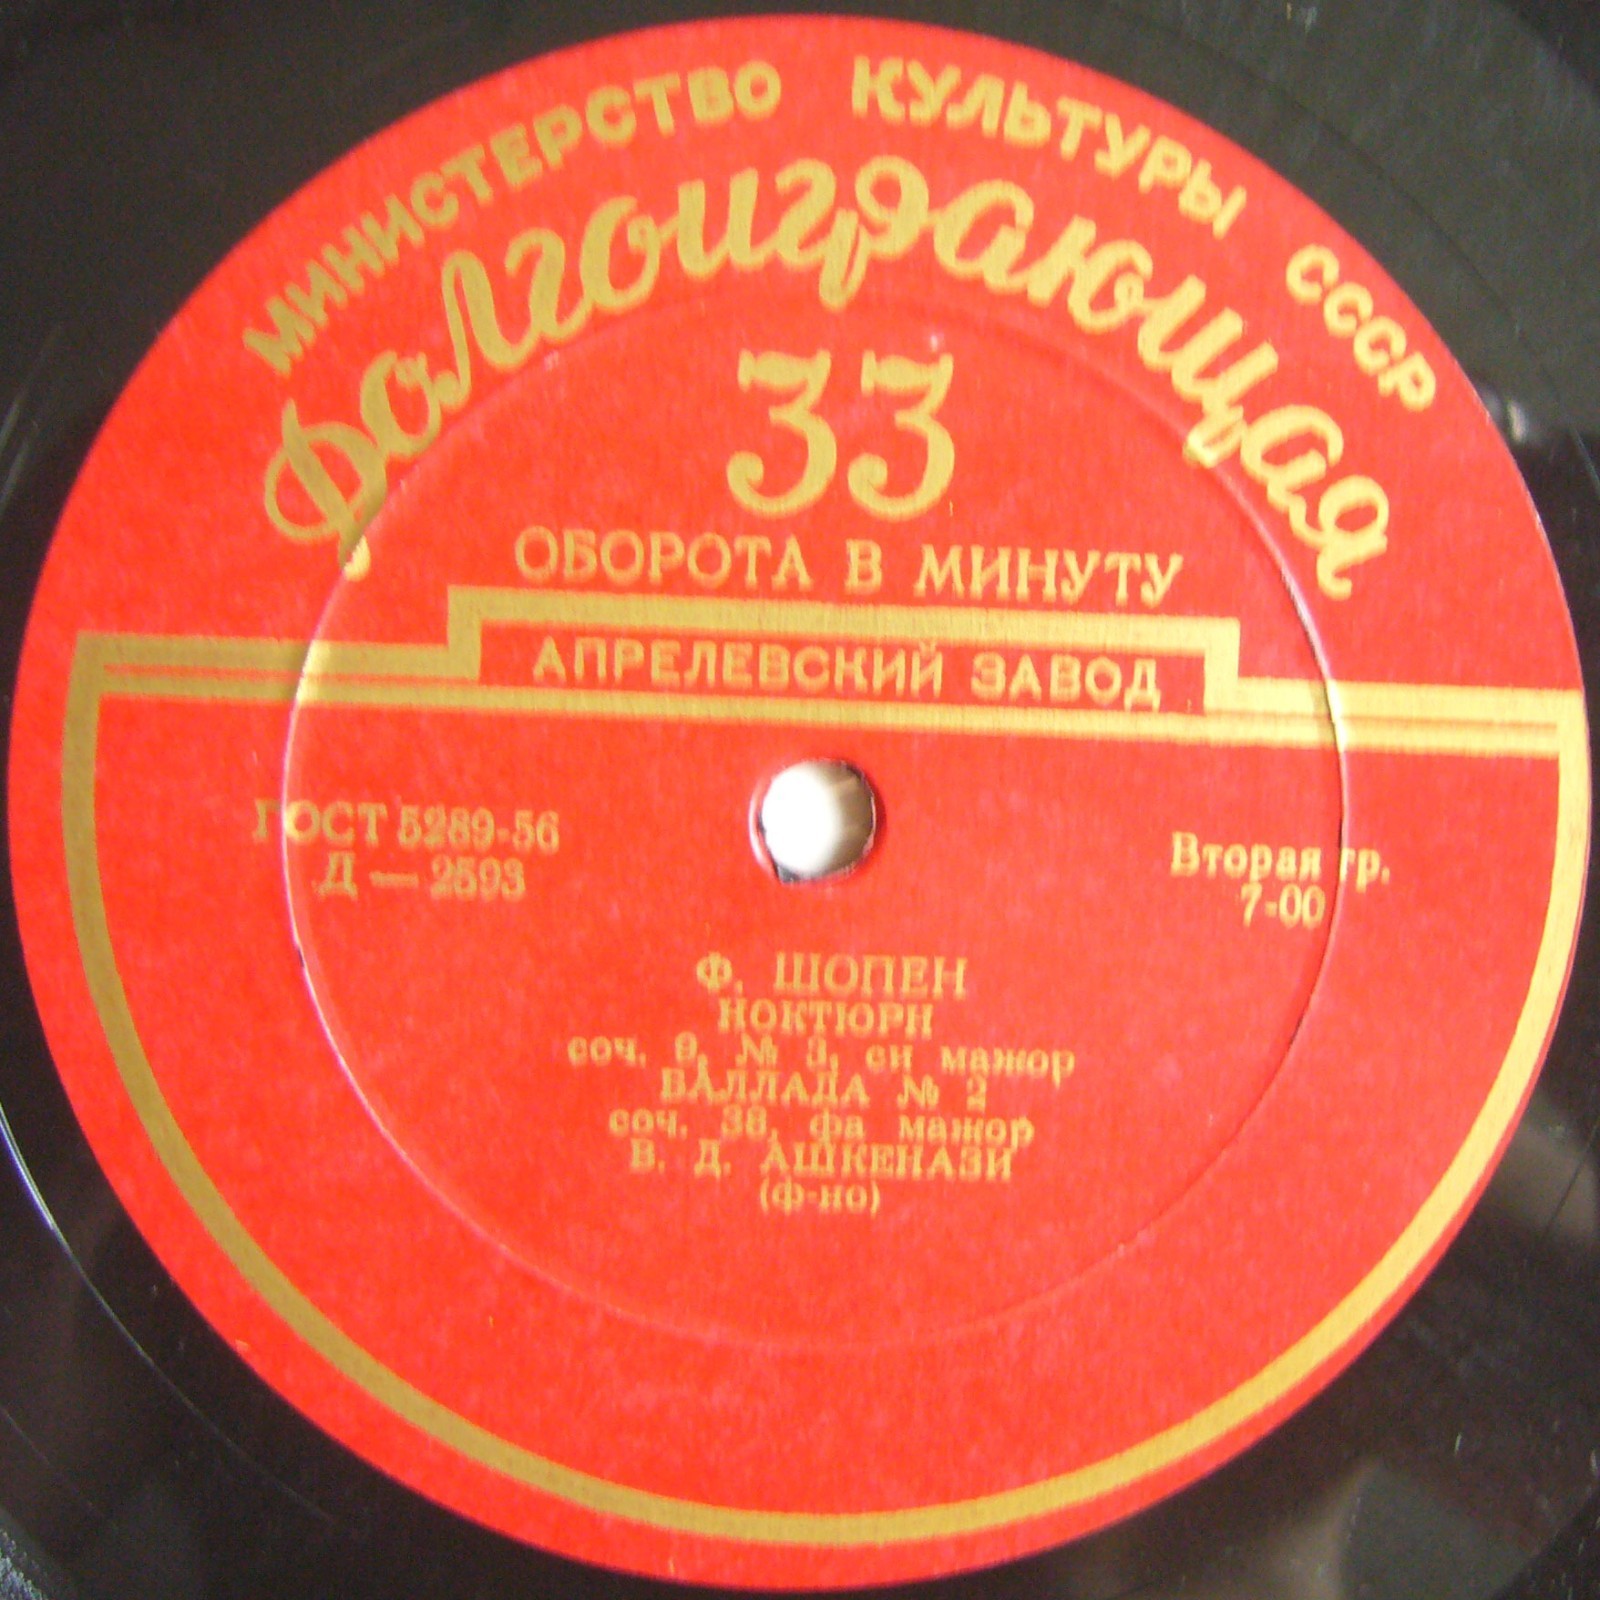 МИНИСТЕРСТВО КУЛЬТУРЫ СССР
Долгоиграющая
33
ОБОРОТА В МИНУТУ
АПРЕЛЕВСКИЙ ЗАВОД
ГОСТ 5289-56
Д — 2593
Вторая гр.
7-00
Ф. ШОПЕН
НОКТЮРН
соч. 9, № 3, си мажор
БАЛЛАДА № 2
соч. 38, фа мажор
В. Д. АШКЕНАЗИ
(ф-но)